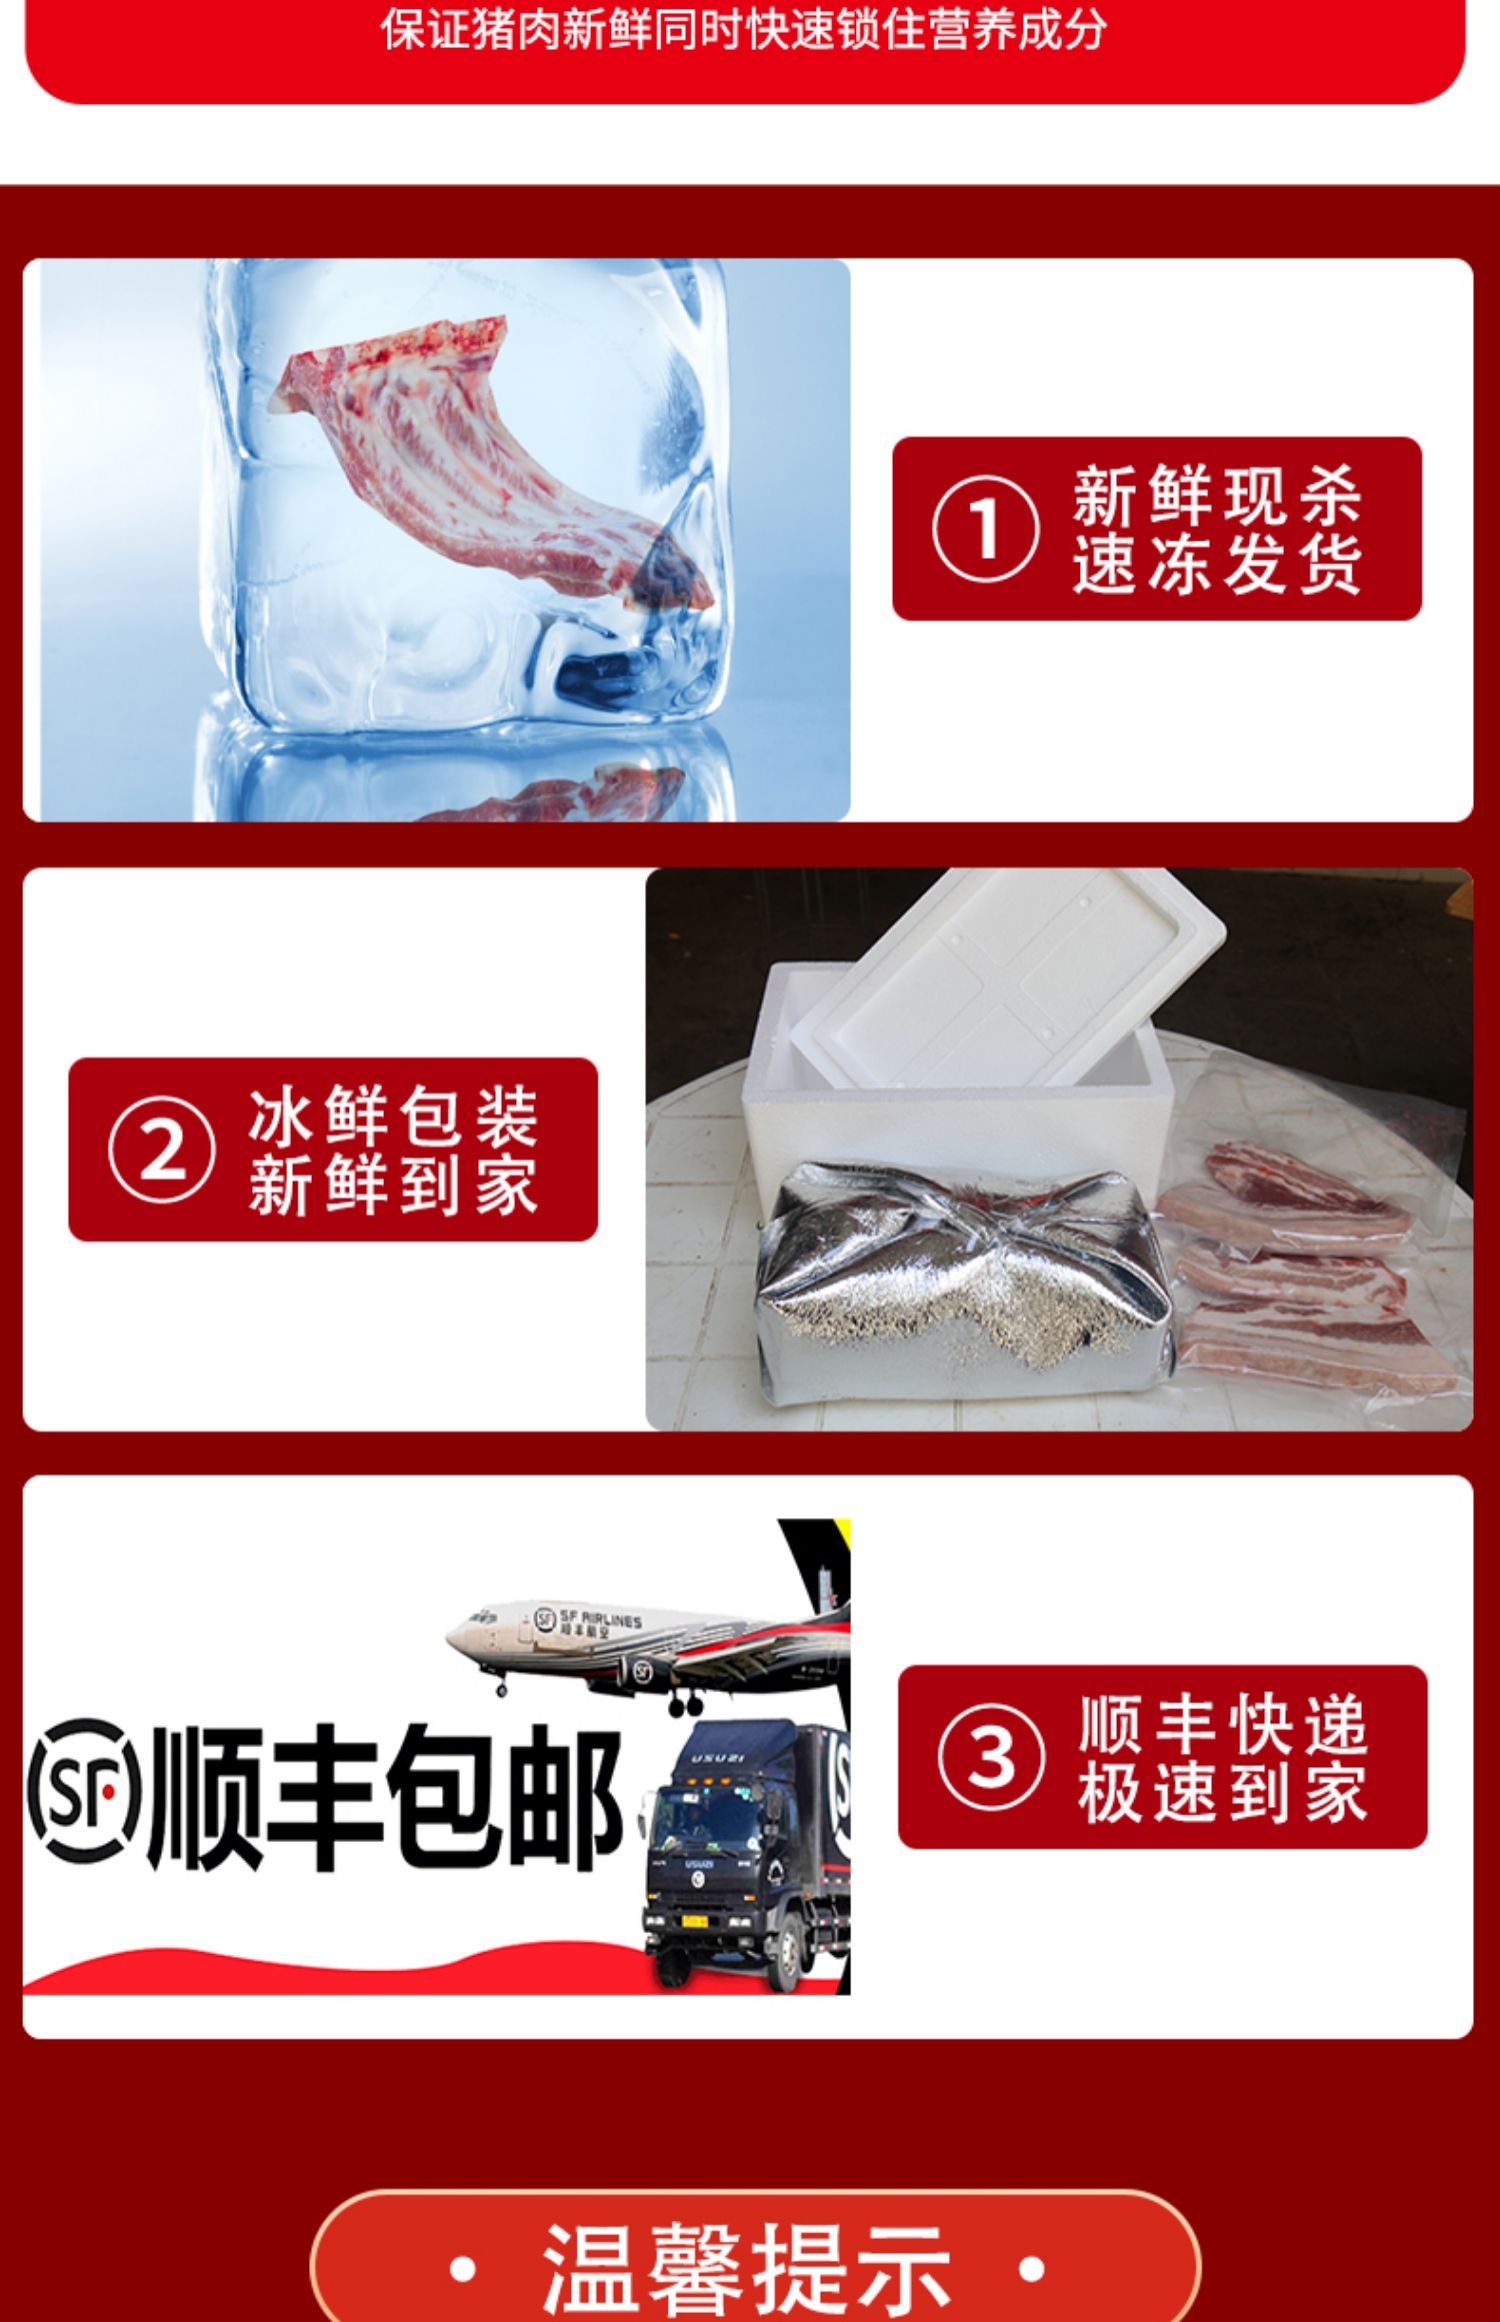 保证猪肉新鲜同时快速锁住营养成分
① 新鲜现杀
速冻发货
② 冰鲜包装
新鲜到家
SF AIRLINES
顺丰航空
SF
SF 顺丰包邮
USUZI
USUZI
③ 顺丰快递
极速到家
· 温馨提示 ·